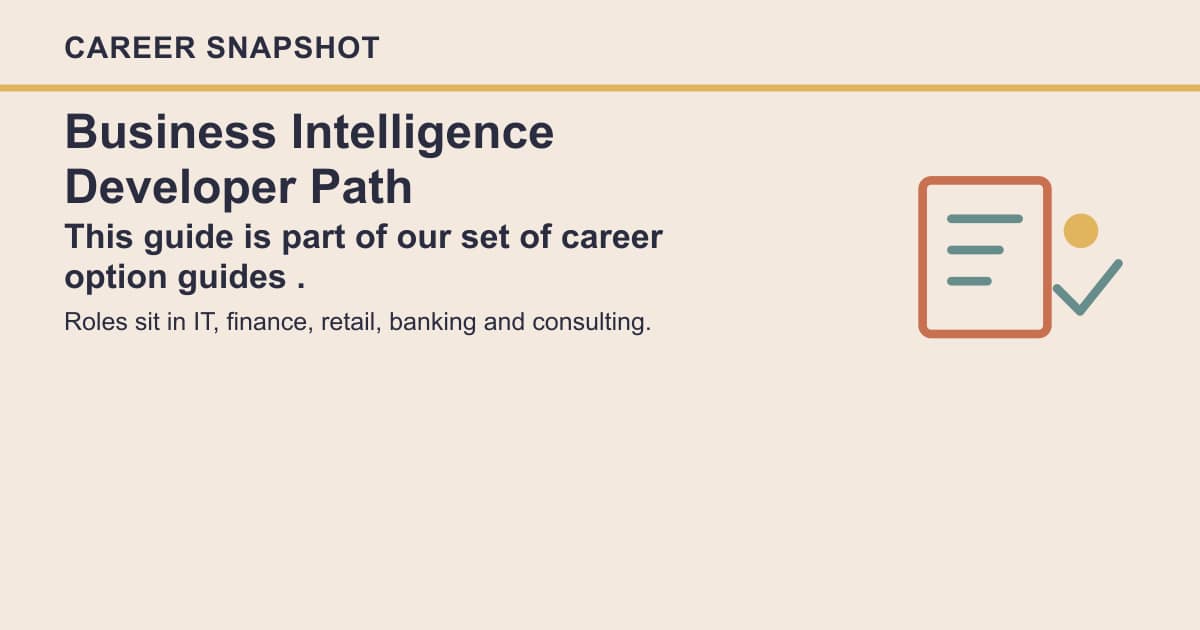 CAREER SNAPSHOT
Business Intelligence
Developer Path
This guide is part of our set of career
option guides .
Roles sit in IT, finance, retail, banking and consulting.